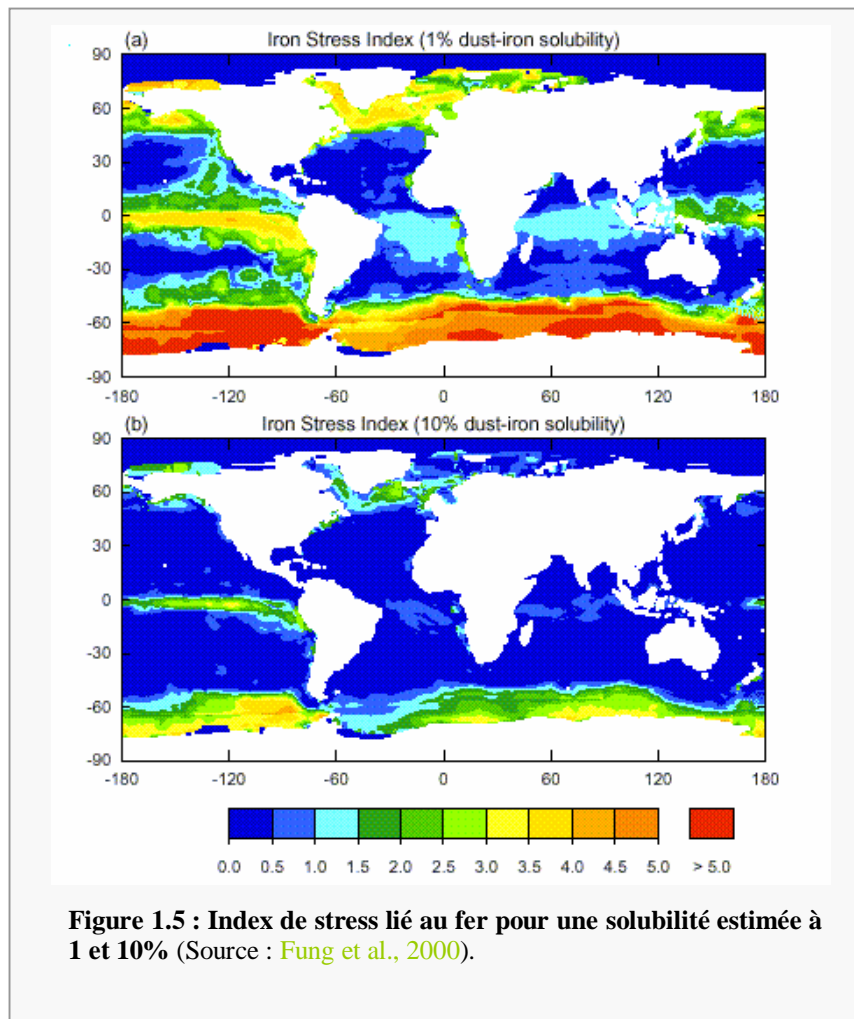 (a) Iron Stress Index (1% dust-iron solubility)
90
60
30
0
-30
-60
-90
-180 -120 -60 0 60 120 180
(b) Iron Stress Index (10% dust-iron solubility)
90
60
30
0
-30
-60
-90
-180 -120 -60 0 60 120 180
0.0 0.5 1.0 1.5 2.0 2.5 3.0 3.5 4.0 4.5 5.0 > 5.0
Figure 1.5 : Index de stress lié au fer pour une solubilité estimée à
1 et 10% (Source : Fung et al., 2000).